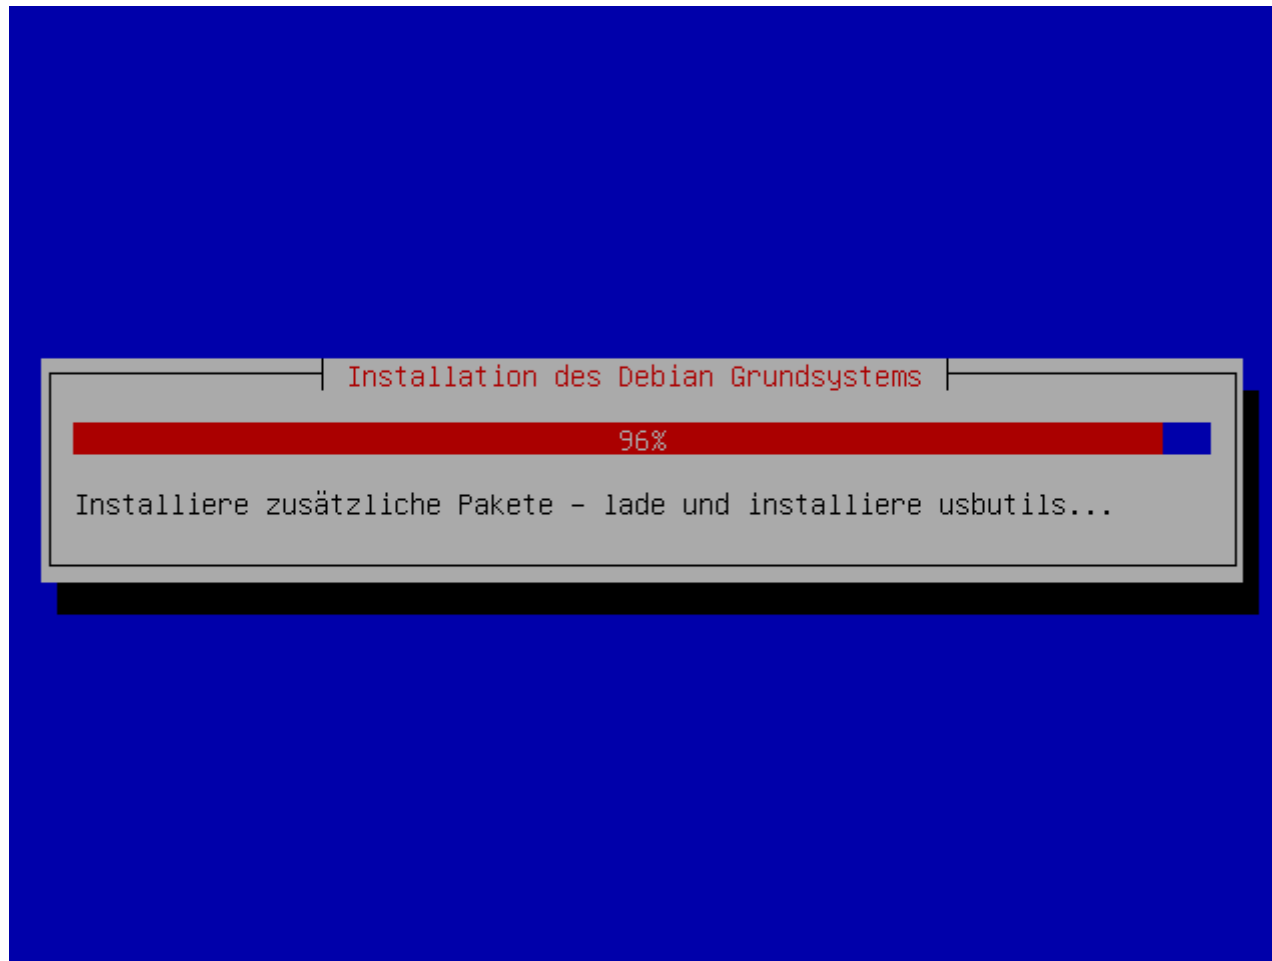 Installation des Debian Grundsystems
96%
Installiere zusätzliche Pakete – lade und installiere usbutils...